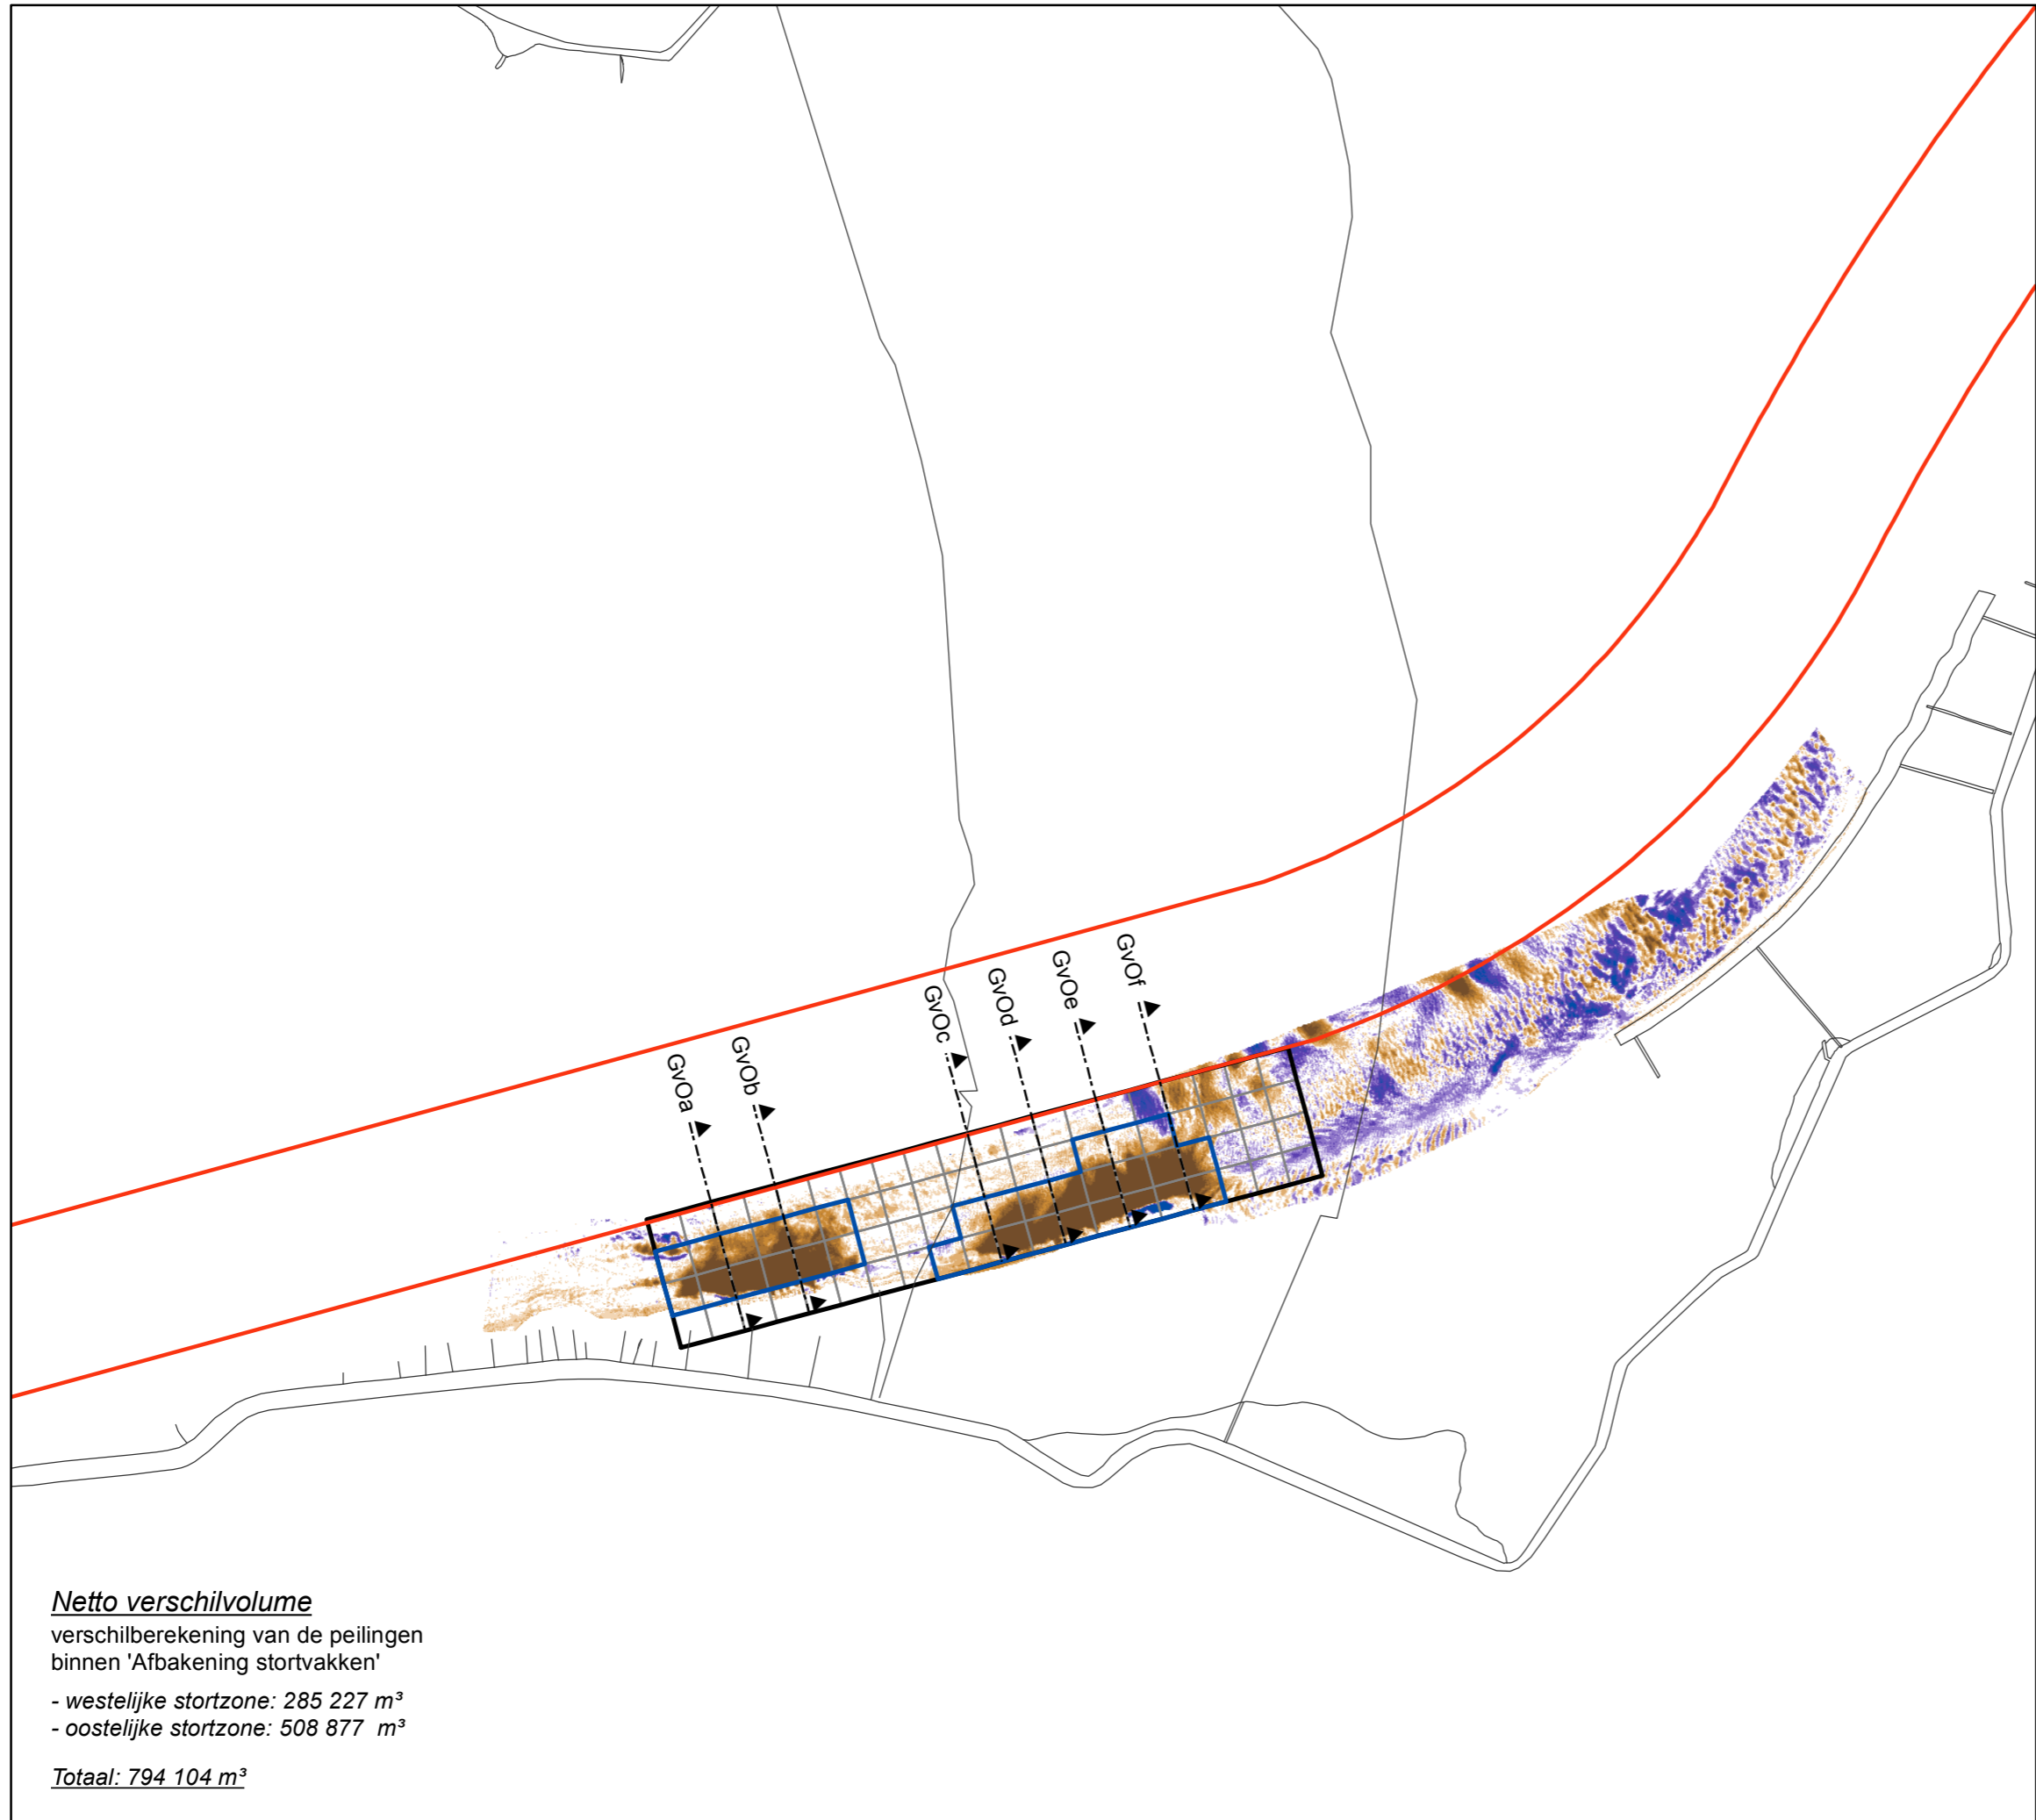 GvOa
GvOb
GvOc
GvOd
GvOe
GvOf
Netto verschilvolume
verschilberekening van de peilingen
binnen 'Afbakening stortvakken'
- westelijke stortzone: 285 227 m³
- oostelijke stortzone: 508 877 m³
Totaal: 794 104 m³